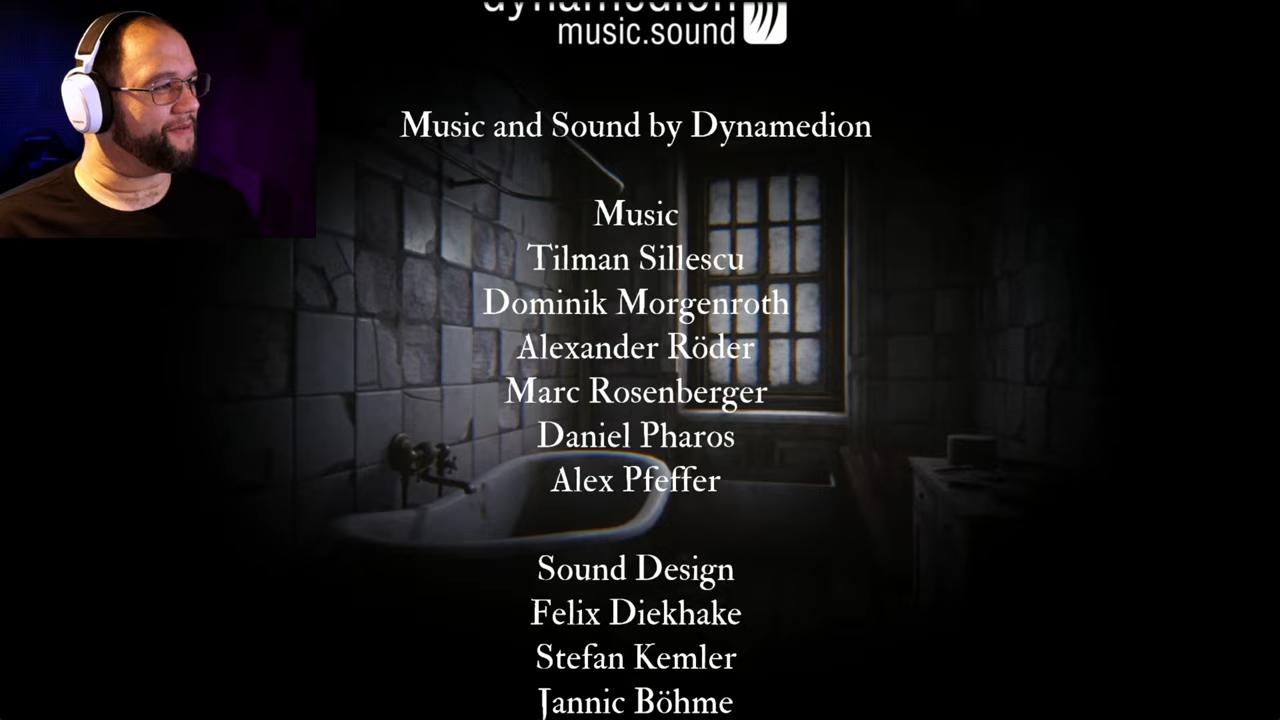 dynamedion
music.sound
Music and Sound by Dynamedion
Music
Tilman Sillescu
Dominik Morgenroth
Alexander Röder
Marc Rosenberger
Daniel Pharos
Alex Pfeffer
Sound Design
Felix Diekhake
Stefan Kemler
Jannic Böhme